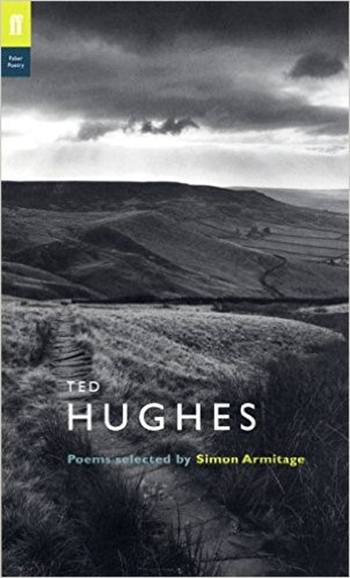 ff
Faber
Poetry
TED
HUGHES
Poems selected by Simon Armitage